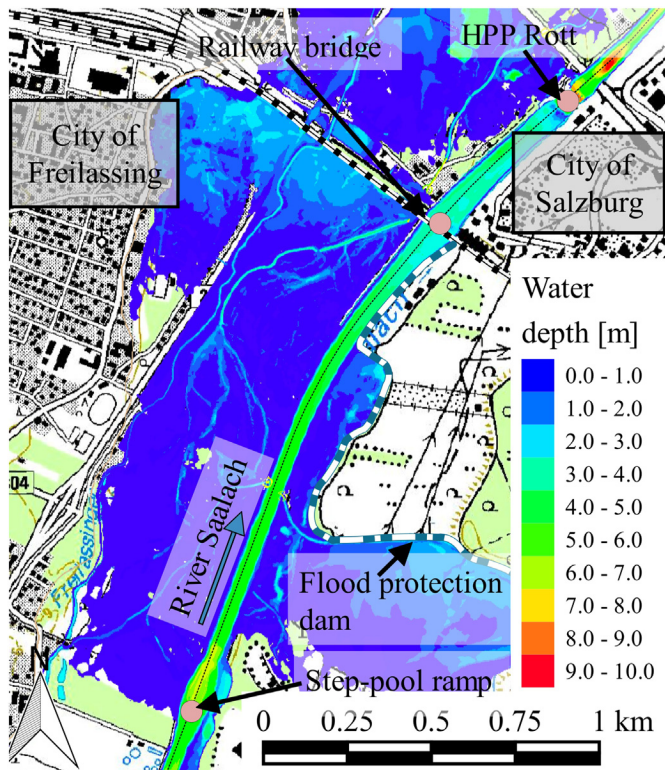 Railway bridge
HPP Rott
City of
Freilassing
City of
Salzburg
Water
depth [m]
0.0 - 1.0
1.0 - 2.0
2.0 - 3.0
3.0 - 4.0
4.0 - 5.0
5.0 - 6.0
6.0 - 7.0
7.0 - 8.0
8.0 - 9.0
9.0 - 10.0
River Saalach
04
Flood protection
dam
N
Step-pool ramp
0 0.25 0.5 0.75 1 km